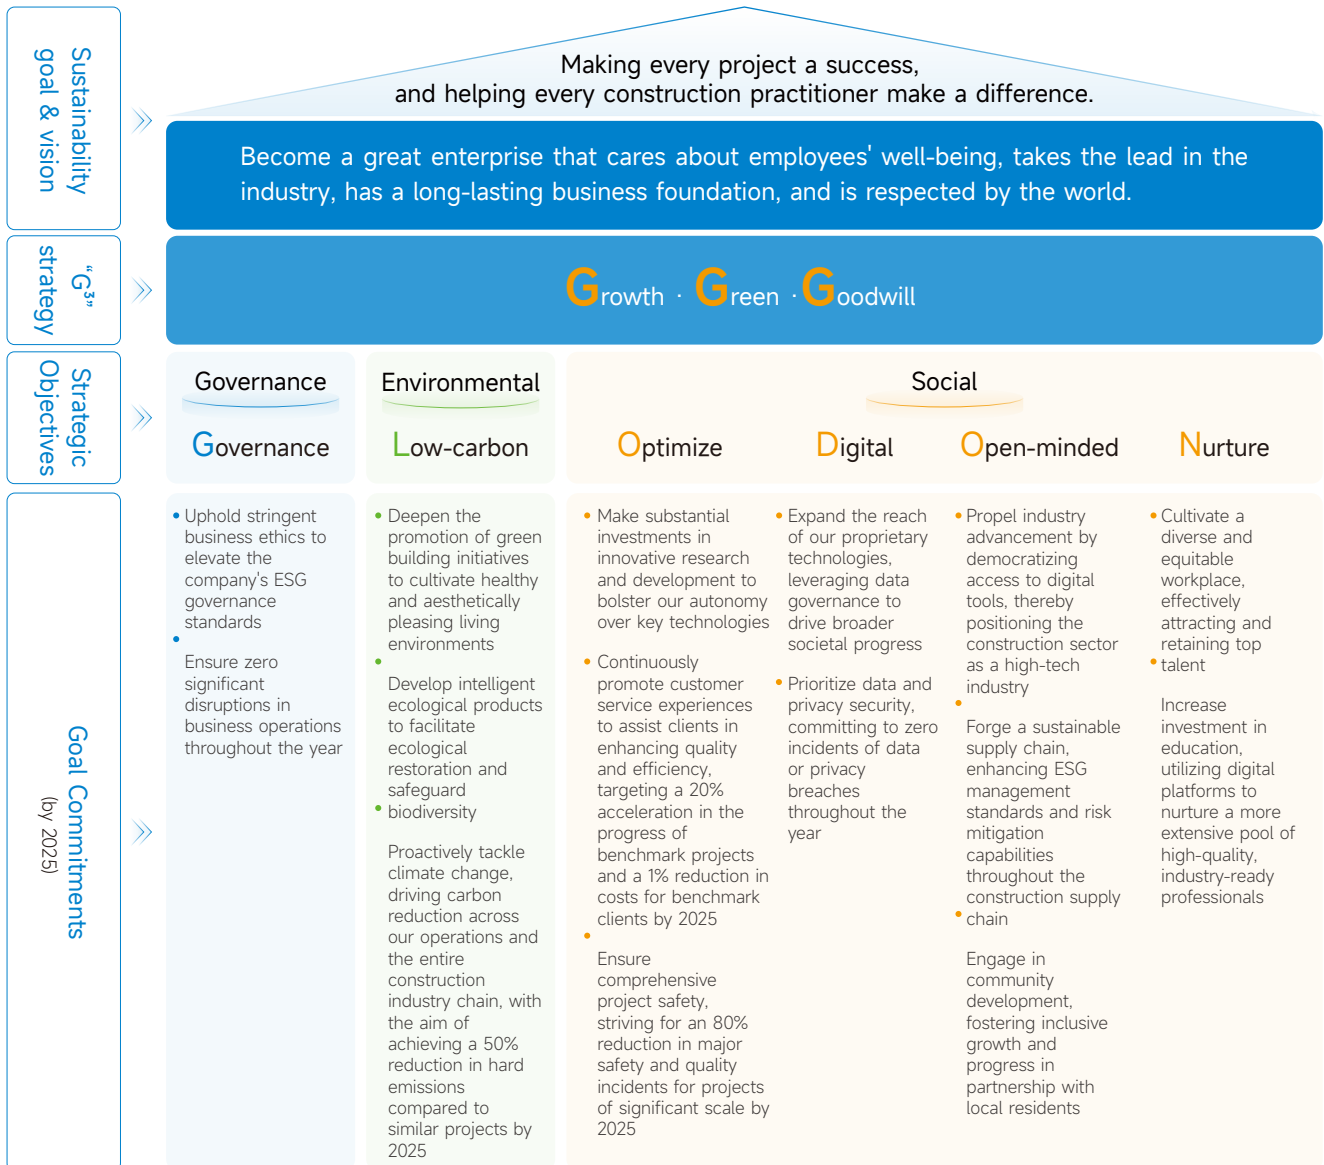 Sustainability
goal & vision
Making every project a success,
and helping every construction practitioner make a difference.
Become a great enterprise that cares about employees' well-being, takes the lead in the
industry, has a long-lasting business foundation, and is respected by the world.
“G³”
strategy
Growth · Green · Goodwill
Strategic
Objectives
Governance
Governance
Environmental
Low-carbon
Social
Optimize
Digital
Open-minded
Nurture
Goal Commitments
(by 2025)
• Uphold stringent
business ethics to
elevate the
company's ESG
governance
standards
•
Ensure zero
significant
disruptions in
business operations
throughout the year
• Deepen the
promotion of green
building initiatives
to cultivate healthy
and aesthetically
pleasing living
environments
•
Develop intelligent
ecological products
to facilitate
ecological
restoration and
safeguard
• biodiversity
Proactively tackle
climate change,
driving carbon
reduction across
our operations and
the entire
construction
industry chain, with
the aim of
achieving a 50%
reduction in hard
emissions
compared to
similar projects by
2025
• Make substantial
investments in
innovative research
and development to
bolster our autonomy
over key technologies
• Continuously
promote customer
service experiences
to assist clients in
enhancing quality
and efficiency,
targeting a 20%
acceleration in the
progress of
benchmark projects
and a 1% reduction in
costs for benchmark
clients by 2025
•
Ensure
comprehensive
project safety,
striving for an 80%
reduction in major
safety and quality
incidents for projects
of significant scale by
2025
• Expand the reach
of our proprietary
technologies,
leveraging data
governance to
drive broader
societal progress
• Prioritize data and
privacy security,
committing to zero
incidents of data
or privacy
breaches
throughout the
year
• Propel industry
advancement by
democratizing
access to digital
tools, thereby
positioning the
construction sector
as a high-tech
industry
•
Forge a sustainable
supply chain,
enhancing ESG
management
standards and risk
mitigation
capabilities
throughout the
construction supply
• chain
Engage in
community
development,
fostering inclusive
growth and
progress in
partnership with
local residents
• Cultivate a
diverse and
equitable
workplace,
effectively
attracting and
retaining top
• talent
Increase
investment in
education,
utilizing digital
platforms to
nurture a more
extensive pool of
high-quality,
industry-ready
professionals